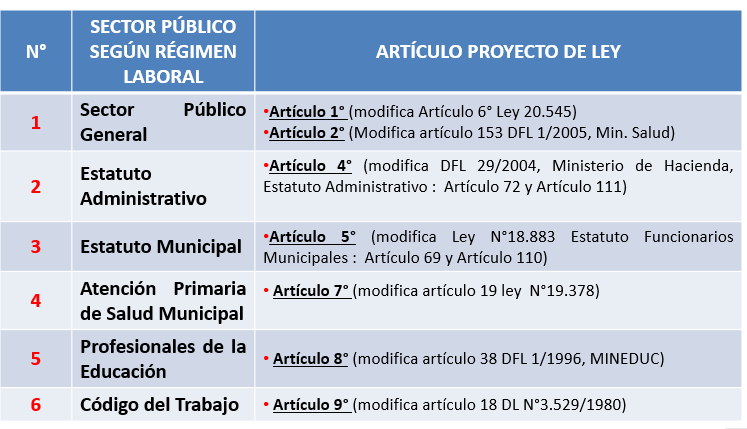 N°
SECTOR PÚBLICO
SEGÚN RÉGIMEN
LABORAL
ARTÍCULO PROYECTO DE LEY
1
Sector Público
General
•Artículo 1° (modifica Artículo 6° Ley 20.545)
•Artículo 2° (Modifica artículo 153 DFL 1/2005, Min. Salud)
2
Estatuto
Administrativo
•Artículo 4° (modifica DFL 29/2004, Ministerio de Hacienda,
Estatuto Administrativo : Artículo 72 y Artículo 111)
3
Estatuto Municipal
•Artículo 5° (modifica Ley N°18.883 Estatuto Funcionarios
Municipales : Artículo 69 y Artículo 110)
4
Atención Primaria
de Salud Municipal
• Artículo 7° (modifica artículo 19 ley N°19.378)
5
Profesionales de la
Educación
• Artículo 8° (modifica artículo 38 DFL 1/1996, MINEDUC)
6
Código del Trabajo
• Artículo 9° (modifica artículo 18 DL N°3.529/1980)